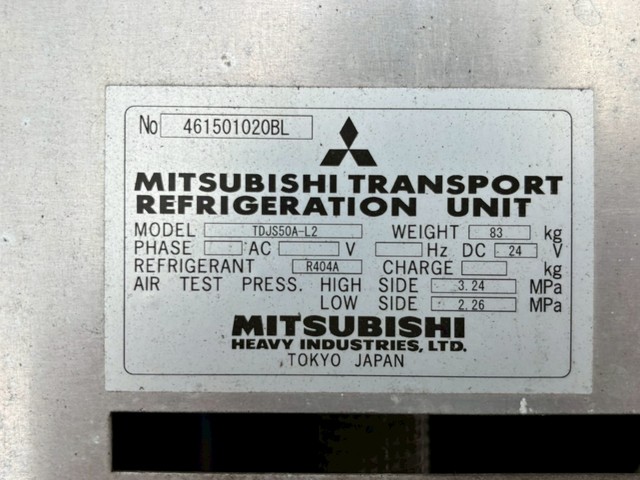 No 461501020BL
MITSUBISHI TRANSPORT
REFRIGERATION UNIT
MODEL TDJS50A-L2 WEIGHT 83 kg
PHASE AC V Hz DC 24 V
REFRIGERANT R404A CHARGE kg
AIR TEST PRESS. HIGH SIDE 3.24 MPa
LOW SIDE 2.26 MPa
MITSUBISHI
HEAVY INDUSTRIES, LTD.
TOKYO JAPAN